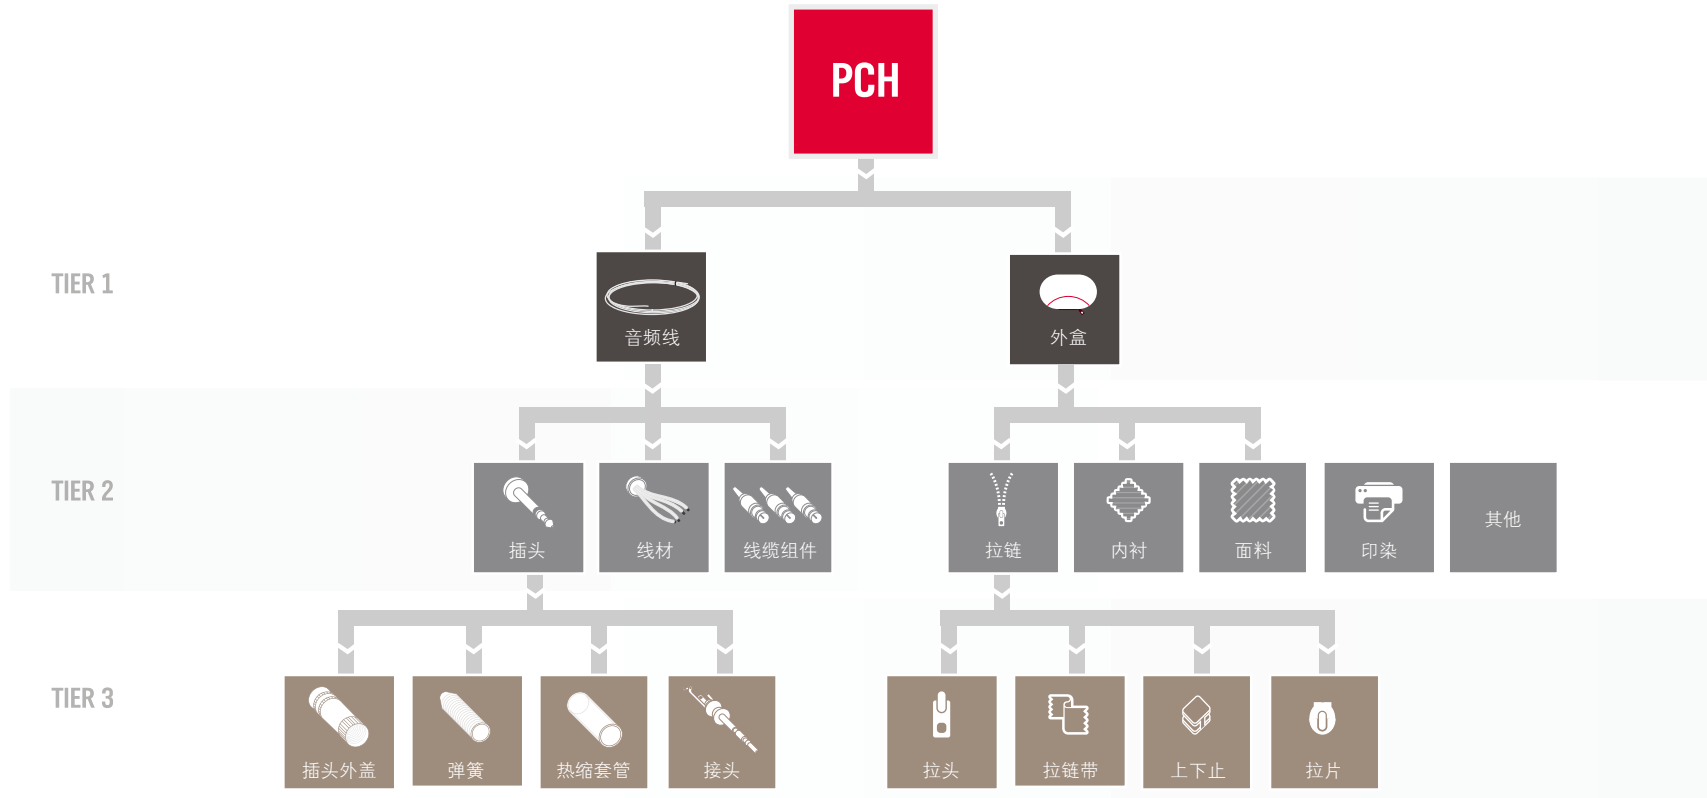 PCH
TIER 1
音频线
外盒
TIER 2
插头
线材
线缆组件
拉链
内衬
面料
印染
其他
TIER 3
插头外盖
弹簧
热缩套管
接头
拉头
拉链带
上下止
拉片